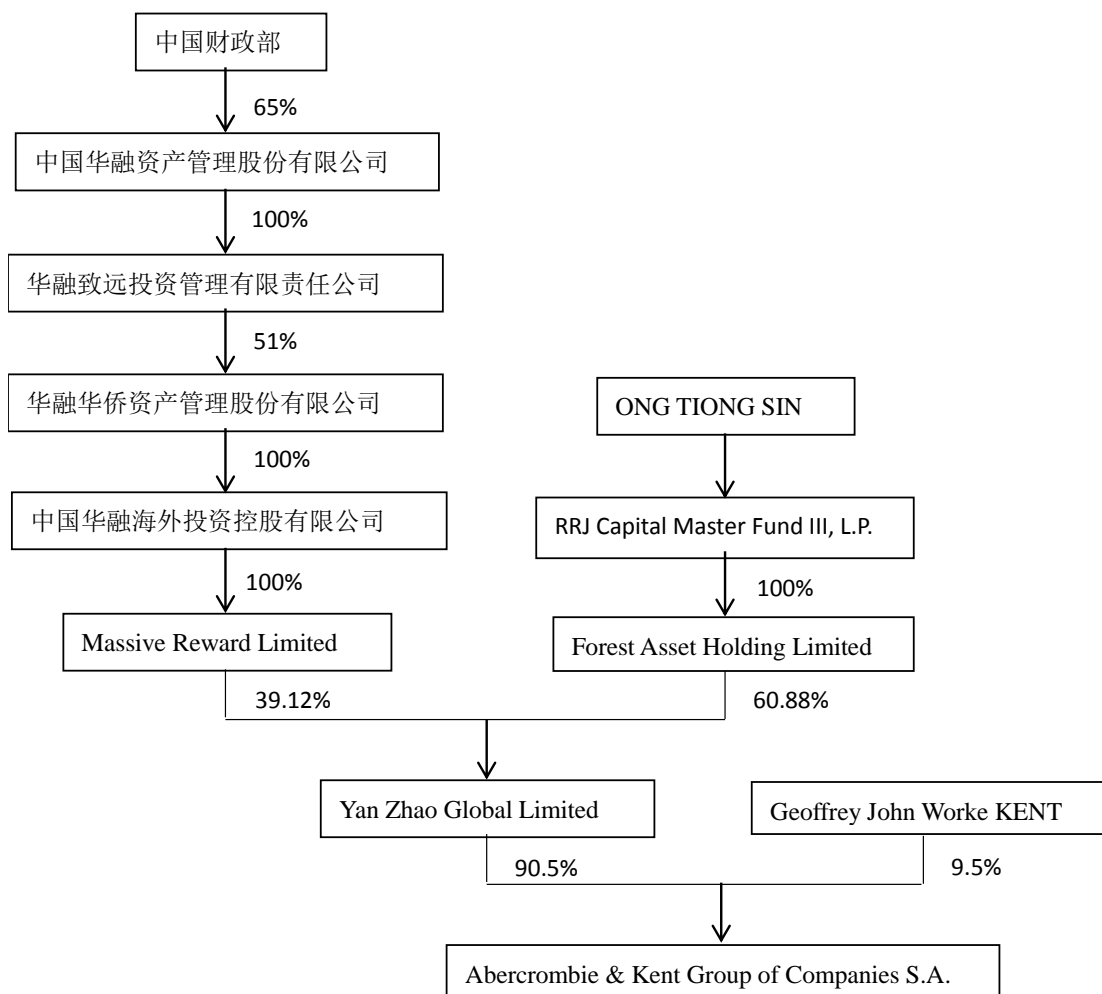 中国财政部
65%
中国华融资产管理股份有限公司
100%
华融致远投资管理有限责任公司
51%
华融华侨资产管理股份有限公司
ONG TIONG SIN
100%
中国华融海外投资控股有限公司
RRJ Capital Master Fund III, L.P.
100%
100%
Massive Reward Limited
Forest Asset Holding Limited
39.12%
60.88%
Yan Zhao Global Limited
Geoffrey John Worke KENT
90.5%
9.5%
Abercrombie & Kent Group of Companies S.A.